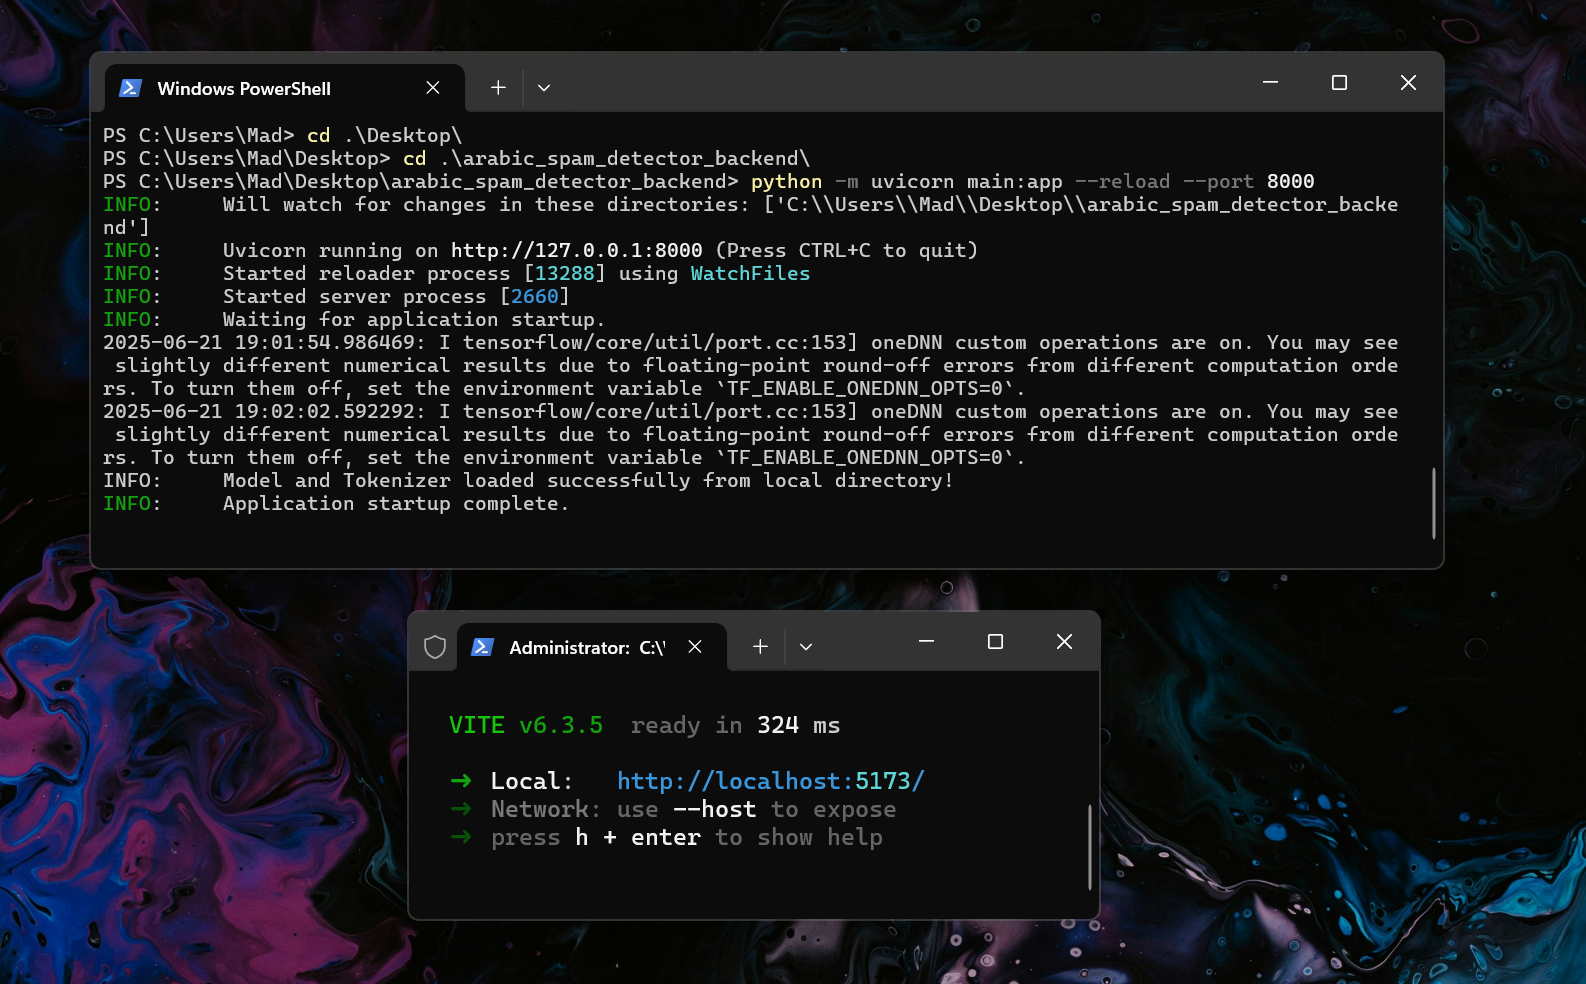 Windows PowerShell
PS C:\Users\Mad> cd .\Desktop\
PS C:\Users\Mad\Desktop> cd .\arabic_spam_detector_backend\
PS C:\Users\Mad\Desktop\arabic_spam_detector_backend> python -m uvicorn main:app --reload --port 8000
INFO:     Will watch for changes in these directories: ['C:\\Users\\Mad\\Desktop\\arabic_spam_detector_backe
nd']
INFO:     Uvicorn running on http://127.0.0.1:8000 (Press CTRL+C to quit)
INFO:     Started reloader process [13288] using WatchFiles
INFO:     Started server process [2660]
INFO:     Waiting for application startup.
2025-06-21 19:01:54.986469: I tensorflow/core/util/port.cc:153] oneDNN custom operations are on. You may see
 slightly different numerical results due to floating-point round-off errors from different computation orde
rs. To turn them off, set the environment variable `TF_ENABLE_ONEDNN_OPTS=0`.
2025-06-21 19:02:02.592292: I tensorflow/core/util/port.cc:153] oneDNN custom operations are on. You may see
 slightly different numerical results due to floating-point round-off errors from different computation orde
rs. To turn them off, set the environment variable `TF_ENABLE_ONEDNN_OPTS=0`.
INFO:     Model and Tokenizer loaded successfully from local directory!
INFO:     Application startup complete.
Administrator:  C:\
VITE v6.3.5  ready in 324 ms
➜  Local:   http://localhost:5173/
➜  Network: use --host to expose
➜  press h + enter to show help